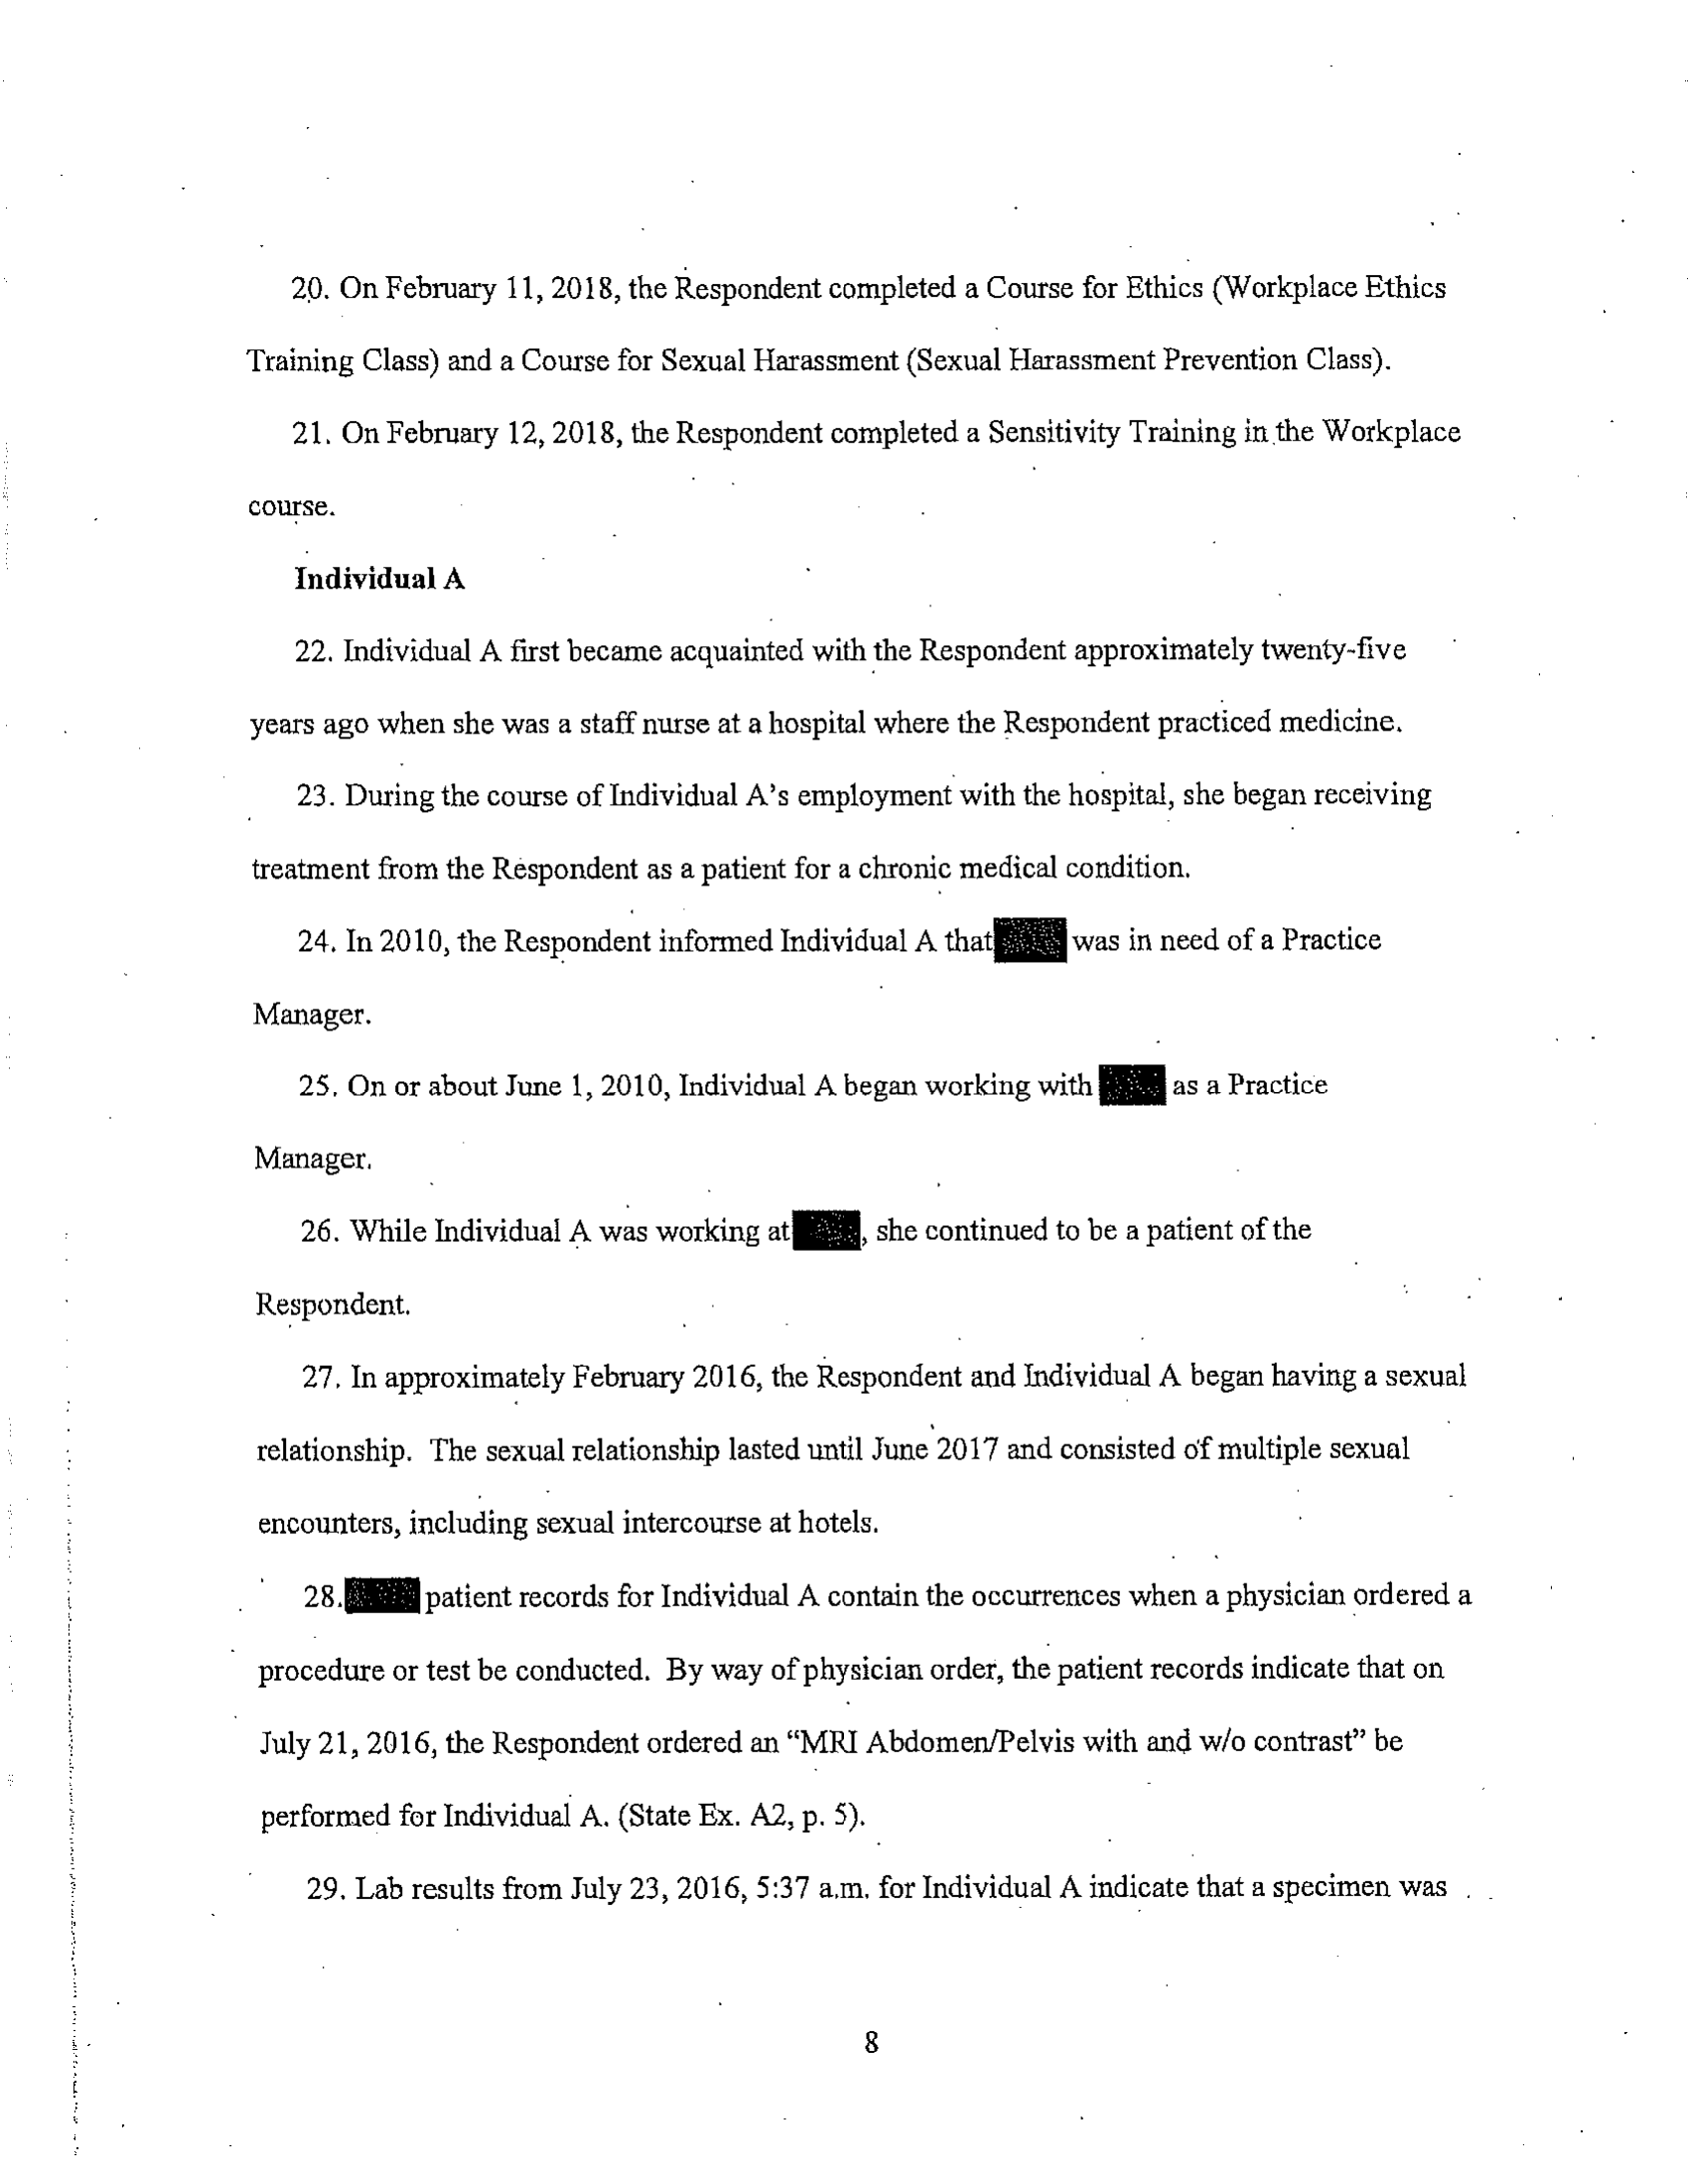 20. On February 11, 2018, the Respondent completed a Course for Ethics (Workplace Ethics
Training Class) and a Course for Sexual Harassment (Sexual Harassment Prevention Class).
21. On February 12, 2018, the Respondent completed a Sensitivity Training in the Workplace
course.
Individual A
22. Individual A first became acquainted with the Respondent approximately twenty-five
years ago when she was a staff nurse at a hospital where the Respondent practiced medicine.
23. During the course of Individual A's employment with the hospital, she began receiving
treatment from the Respondent as a patient for a chronic medical condition.
24. In 2010, the Respondent informed Individual A that was in need of a Practice
Manager.
25. On or about June 1, 2010, Individual A began working with as a Practice
Manager.
26. While Individual A was working at , she continued to be a patient of the
Respondent.
27. In approximately February 2016, the Respondent and Individual A began having a sexual
relationship. The sexual relationship lasted until June 2017 and consisted of multiple sexual
encounters, including sexual intercourse at hotels.
28. patient records for Individual A contain the occurrences when a physician ordered a
procedure or test be conducted. By way of physician order, the patient records indicate that on
July 21, 2016, the Respondent ordered an “MRI Abdomen/Pelvis with and w/o contrast” be
performed for Individual A. (State Ex. A2, p. 5).
29. Lab results from July 23, 2016, 5:37 a.m. for Individual A indicate that a specimen was
8